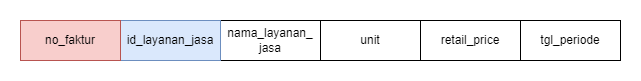 no_faktur
id_layanan_jasa
nama_layanan_
jasa
unit
retail_price
tgl_periode